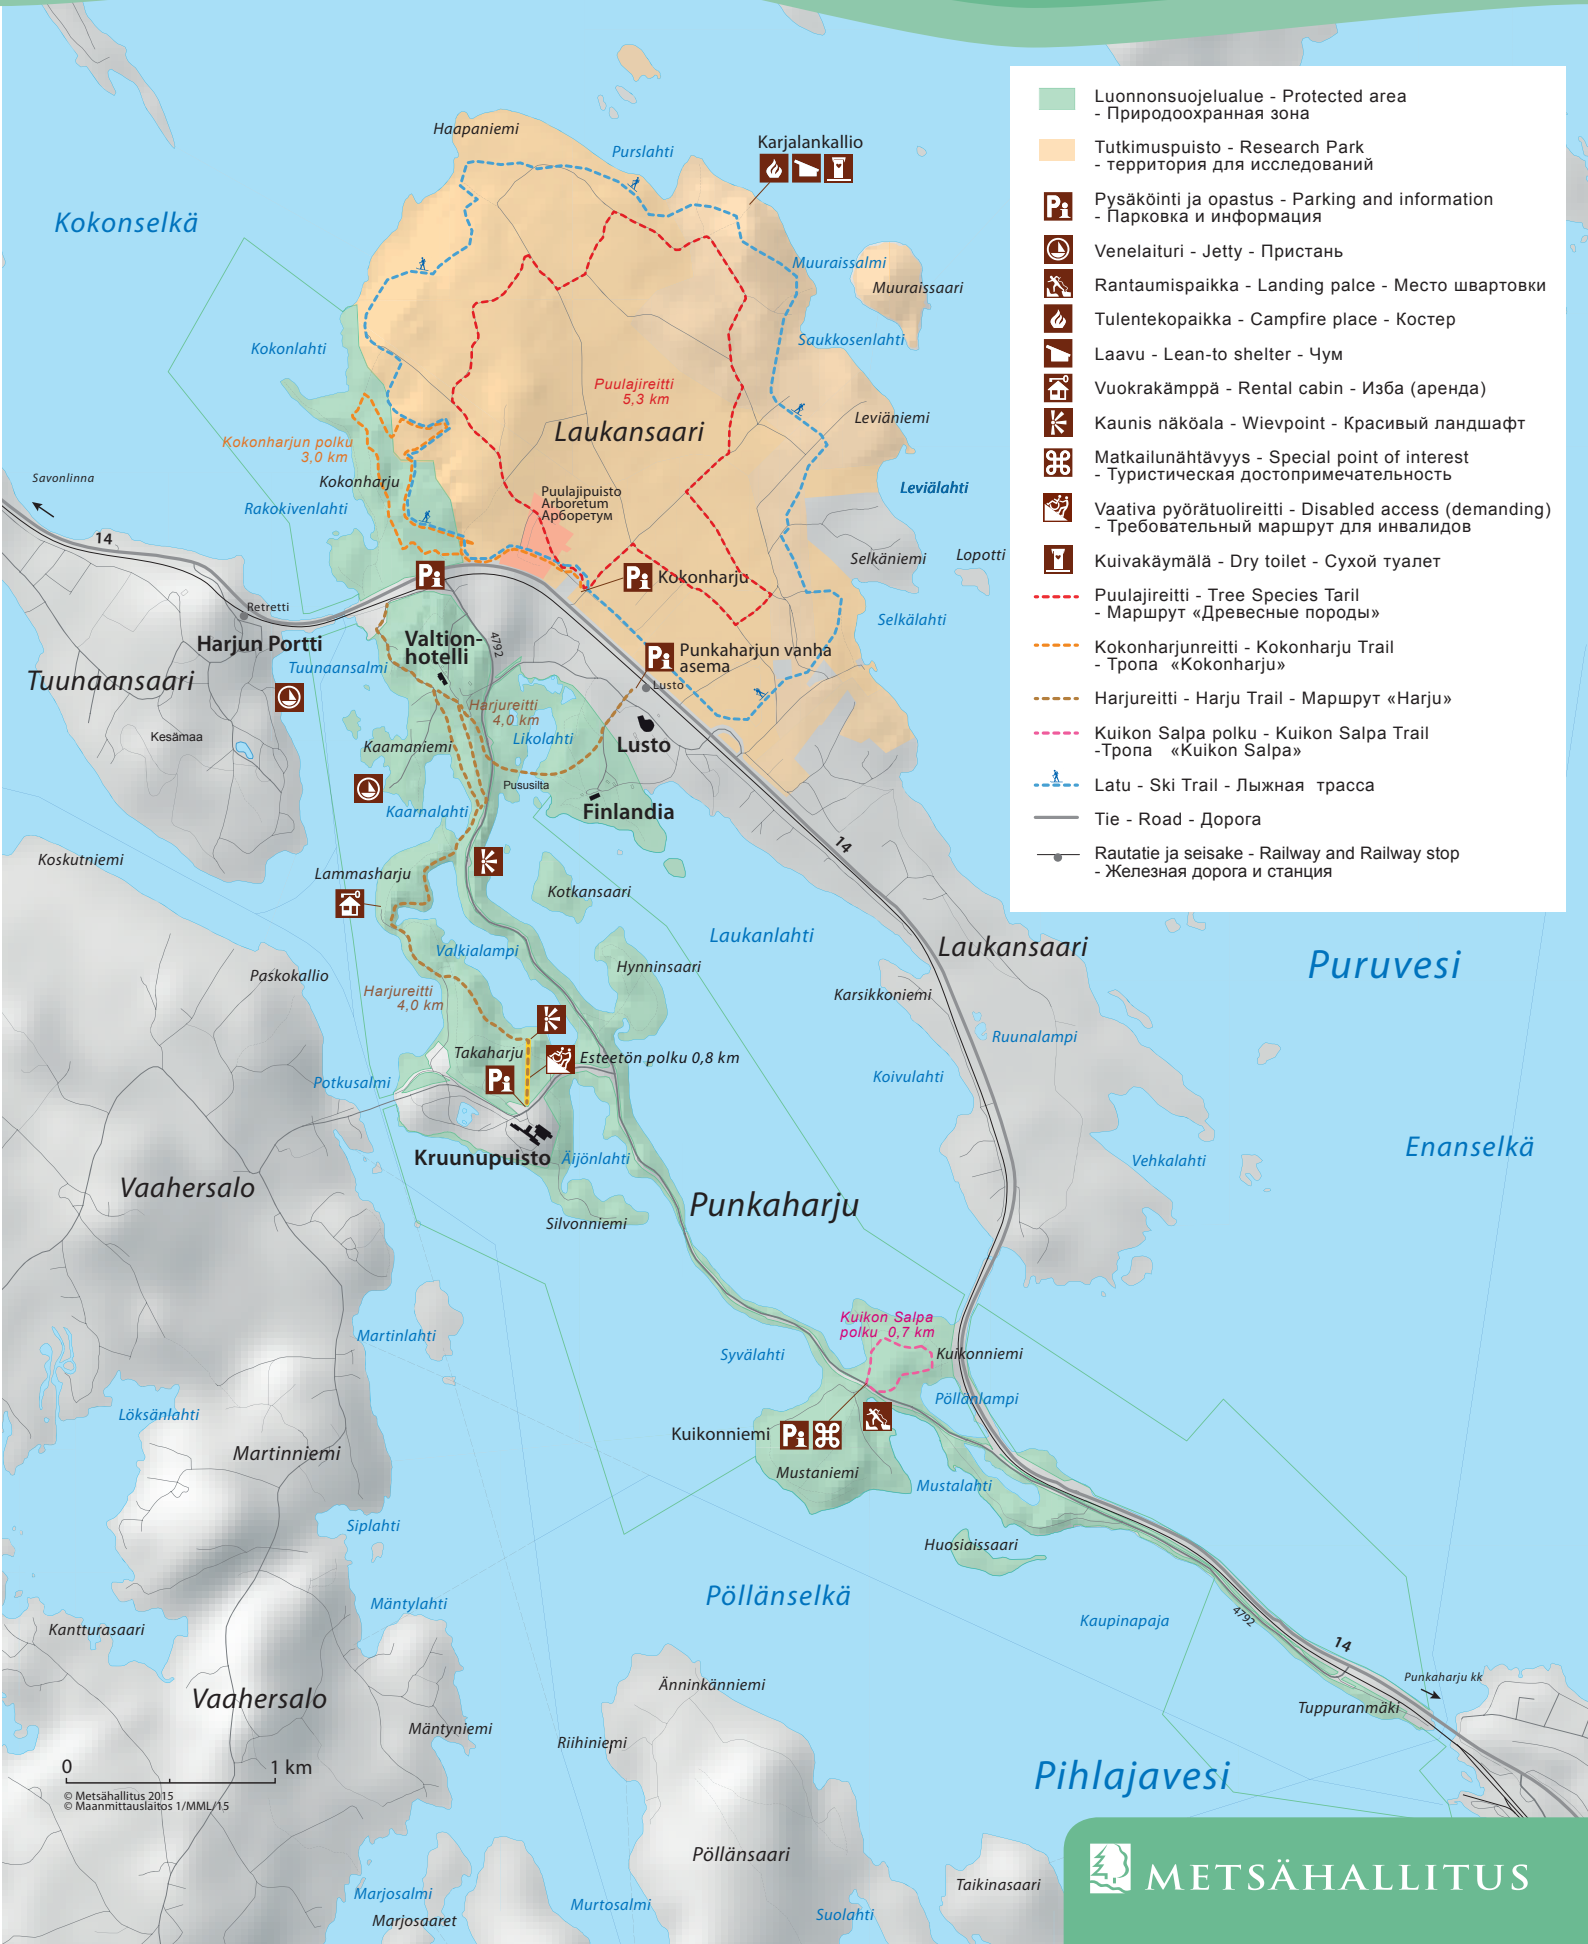 Luonnonsuojelualue - Protected area
- Природоохранная зона
Tutkimuspuisto - Research Park
- территория для исследований
Pysäköinti ja opastus - Parking and information
- Парковка и информация
Venelaituri - Jetty - Пристань
Rantaumispaikka - Landing palce - Место швартовки
Tulentekopaikka - Campfire place - Костер
Laavu - Lean-to shelter - Чум
Vuokrakämppä - Rental cabin - Изба (аренда)
Kaunis näköala - Wievpoint - Красивый ландшафт
Matkailunähtävyys - Special point of interest
- Туристическая достопримечательность
Vaativa pyörätuolireitti - Disabled access (demanding)
- Требовательный маршрут для инвалидов
Kuivakäymälä - Dry toilet - Сухой туалет
Puulajireitti - Tree Species Taril
- Маршрут «Древесные породы»
Kokonharjunreitti - Kokonharju Trail
- Тропа «Kokonharju»
Harjureitti - Harju Trail - Маршрут «Harju»
Kuikon Salpa polku - Kuikon Salpa Trail
-Тропа «Kuikon Salpa»
Latu - Ski Trail - Лыжная трасса
Tie - Road - Дорога
Rautatie ja seisake - Railway and Railway stop
- Железная дорога и станция
Haapaniemi
Purslahti
Karjalankallio
Kokonselkä
Muuraissalmi
Muuraissaari
Saukkosenlahti
Kokonlahti
Puulajireitti
5,3 km
Leviäniemi
Laukansaari
Kokonharjun polku
3,0 km
Kokonharju
Savonlinna
Puulajipuisto
Arboretum
Арборетум
Leviälahti
Rakokivenlahti
14
Selkäniemi
Lopotti
Pi
Pi
Kokonharju
Retretti
Selkälahti
Harjun Portti
Valtion-
hotelli
4792
Pi
Punkaharjun vanha
asema
Tuunaansalmi
Tuunaansaari
Lusto
Harjureitti
4,0 km
Kesämaa
Kaamaniemi
Likolahti
Lusto
Pususilta
Kaarnalahti
Finlandia
14
Koskutniemi
Lammasharju
Kotkansaari
Laukanlahti
Laukansaari
Valkialampi
Puruvesi
Paskokallio
Hynninsaari
Karsikkoniemi
Harjureitti
4,0 km
Ruunalampi
Takaharju
Esteetön polku 0,8 km
Pi
Potkusalmi
Koivulahti
Enanselkä
Kruunupuisto
Äijönlahti
Vehkalahti
Vaahersalo
Punkaharju
Silvonniemi
Kuikon Salpa
polku 0,7 km
Martinlahti
Syvälahti
Kuikonniemi
Pöllänlampi
Löksänlahti
Kuikonniemi
Pi
Martinniemi
Mustaniemi
Mustalahti
Siplahti
Huosiaissaari
Mäntylahti
Pöllänselkä
Kaupinapaja
4792
Kantturasaari
14
Punkaharju kk
Änninkänniemi
Vaahersalo
Tuppuranmäki
Mäntyniemi
Riihiniemi
0
1 km
Pihlajavesi
© Metsähallitus 2015
© Maanmittauslaitos 1/MML/15
Pöllänsaari
METSÄHALLITUS
Taikinasaari
Marjosalmi
Murtosalmi
Suolahti
Marjosaaret